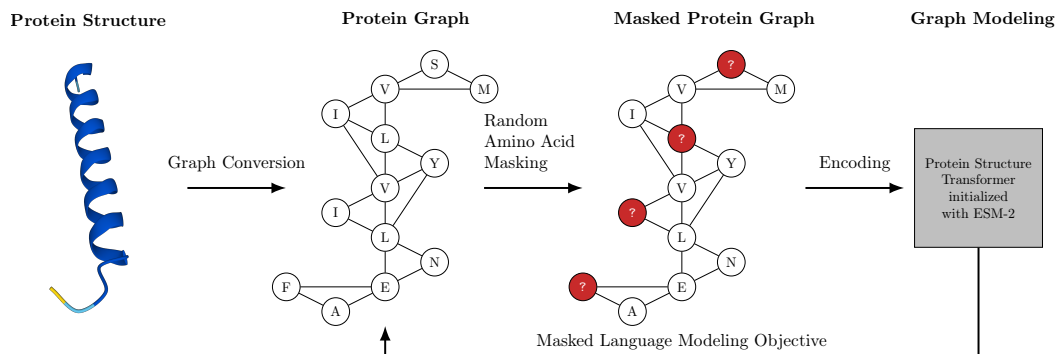 Protein Structure
Protein Graph
Masked Protein Graph
Graph Modeling
S
V
M
I
L
Y
V
I
L
N
F
E
A
Graph Conversion
Random
Amino Acid
Masking
?
V
M
I
?
Y
V
?
L
N
?
E
A
Encoding
Protein Structure
Transformer
initialized
with ESM-2
Masked Language Modeling Objective